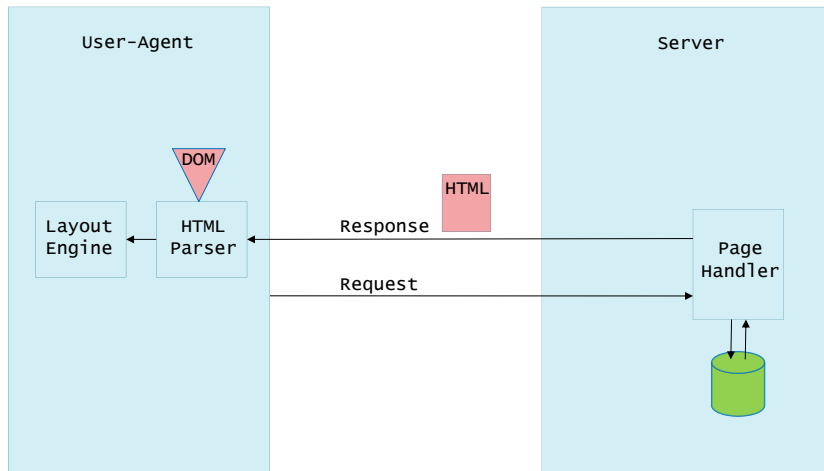 User-Agent
Server
DOM
HTML
Layout
Engine
HTML
Parser
Response
Page
Handler
Request